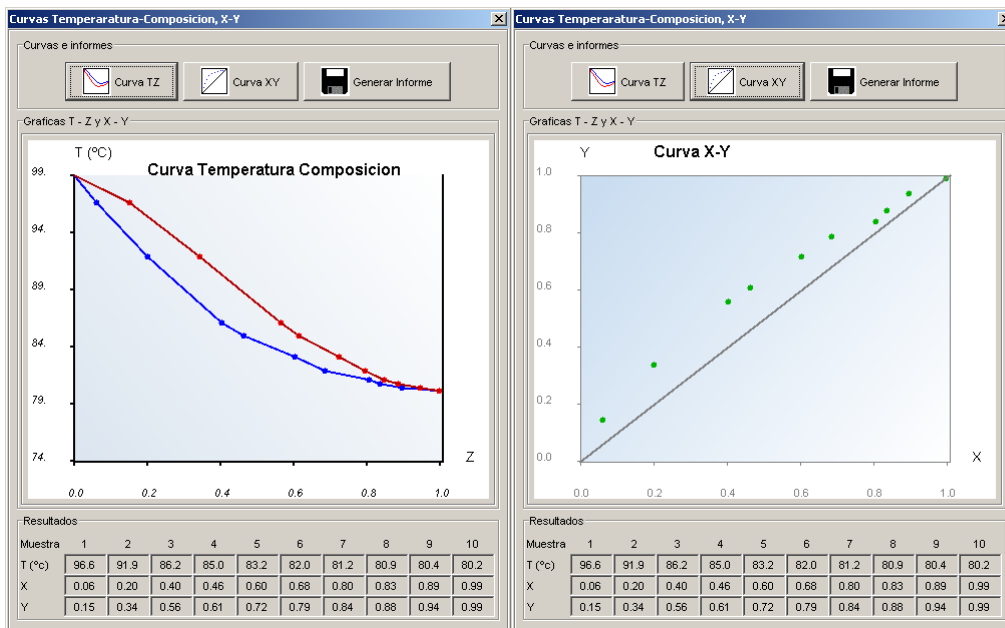 Curvas Temperaratura-Composicion, X-Y
Curvas e informes
Curva TZ Curva XY Generar Informe
Graficas T - Z y X - Y
T (ºC)
Curva Temperatura Composicion
99.
94.
89.
84.
79.
74.
Z
0.0 0.2 0.4 0.6 0.8 1.0
Resultados
Muestra 1 2 3 4 5 6 7 8 9 10
T (ºc) 96.6 91.9 86.2 85.0 83.2 82.0 81.2 80.9 80.4 80.2
X 0.06 0.20 0.40 0.46 0.60 0.68 0.80 0.83 0.89 0.99
Y 0.15 0.34 0.56 0.61 0.72 0.79 0.84 0.88 0.94 0.99
Curvas Temperaratura-Composicion, X-Y
Curvas e informes
Curva TZ Curva XY Generar Informe
Graficas T - Z y X - Y
Y
Curva X-Y
1.0
0.8
0.6
0.4
0.2
0.0
X
0.0 0.2 0.4 0.6 0.8 1.0
Resultados
Muestra 1 2 3 4 5 6 7 8 9 10
T (ºc) 96.6 91.9 86.2 85.0 83.2 82.0 81.2 80.9 80.4 80.2
X 0.06 0.20 0.40 0.46 0.60 0.68 0.80 0.83 0.89 0.99
Y 0.15 0.34 0.56 0.61 0.72 0.79 0.84 0.88 0.94 0.99